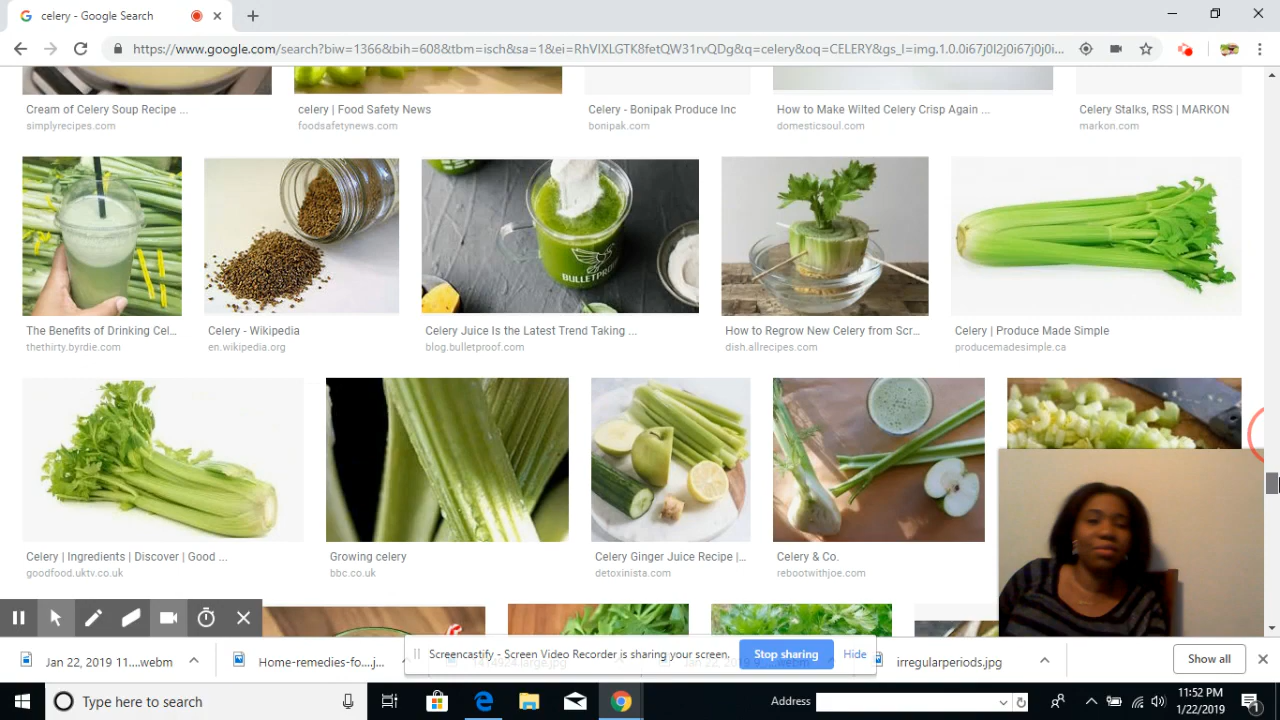 celery - Google Search
https://www.google.com/search?biw=1366&bih=608&tbm=isch&sa=1&ei=RhVIXLGTK8fetQW31rvQDg&q=celery&oq=CELERY&gs_l=img.1.0.0i67j0l2j0i67j0j0i67j0l...
Cream of Celery Soup Recipe ...
simplyrecipes.com
celery | Food Safety News
foodsafetynews.com
Celery - Bonipak Produce Inc
bonipak.com
How to Make Wilted Celery Crisp Again ...
domesticsoul.com
Celery Stalks, RSS | MARKON
markon.com
BULLETPRO
The Benefits of Drinking Cel...
thethirty.byrdie.com
Celery - Wikipedia
en.wikipedia.org
Celery Juice Is the Latest Trend Taking ...
blog.bulletproof.com
How to Regrow New Celery from Scr...
dish.allrecipes.com
Celery | Produce Made Simple
producemadesimple.ca
Celery | Ingredients | Discover | Good ...
goodfood.uktv.co.uk
Growing celery
bbc.co.uk
Celery Ginger Juice Recipe |...
detoxinista.com
Celery & Co.
rebootwithjoe.com
Screencastify - Screen Video Recorder is sharing your screen.
Stop sharing
Hide
Jan 22, 2019 11....webm
Home-remedies-fo....j...
irregularperiods.jpg
Show all
Type here to search
Address
11:52 PM
1/22/2019
1